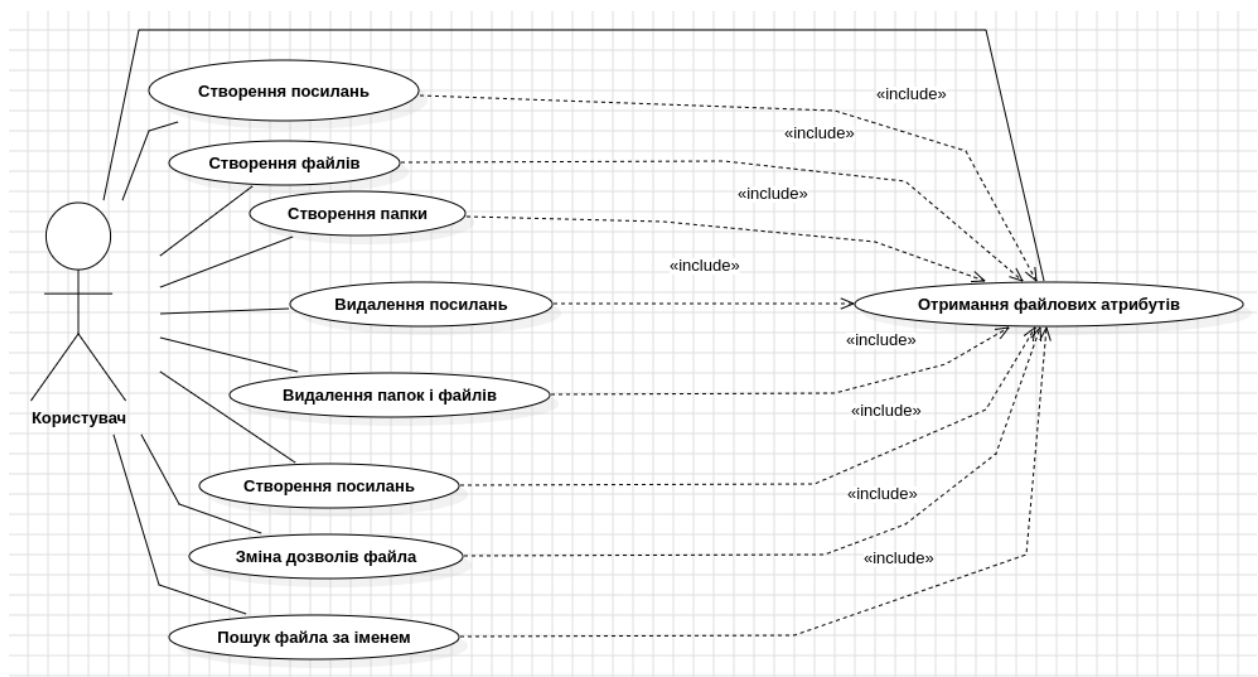 Створення посилань
«include»
«include»
Створення файлів
«include»
Створення папки
«include»
Видалення посилань
Отримання файлових атрибутів
«include»
Видалення папок і файлів
Користувач
«include»
Створення посилань
«include»
Зміна дозволів файла
«include»
Пошук файла за іменем